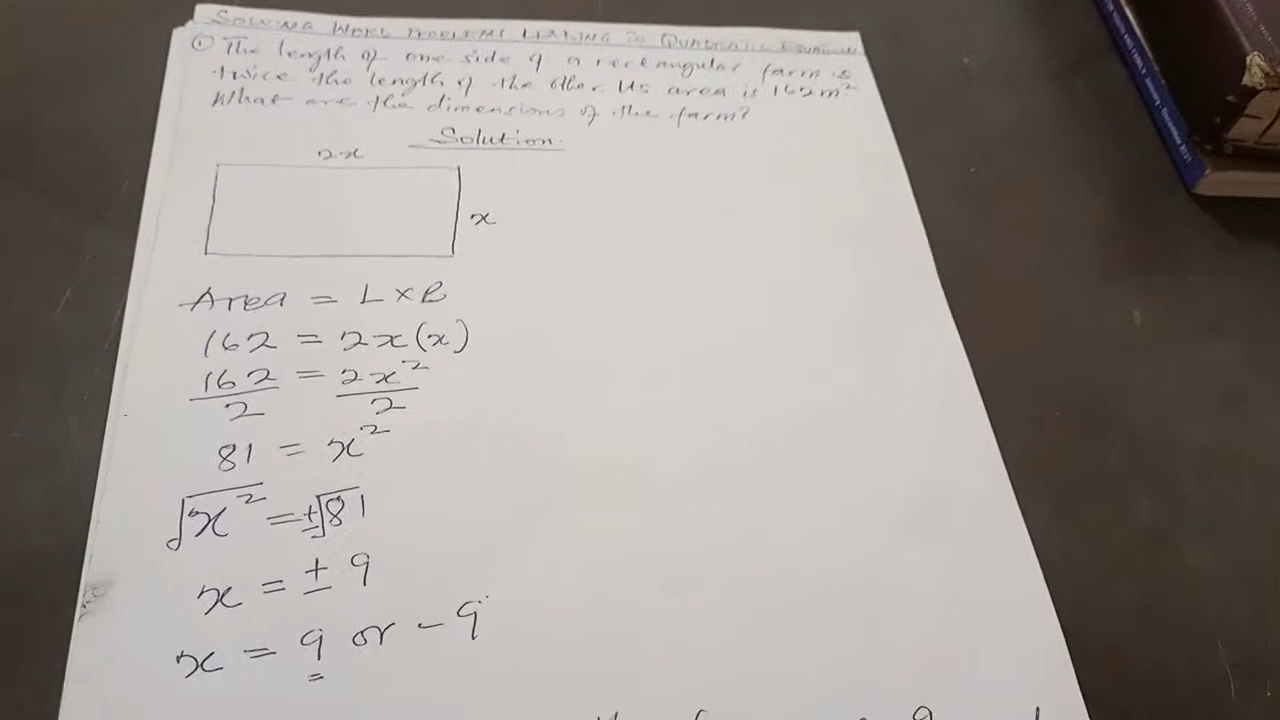 SOLVING WORD PROBLEMS LEADING TO QUADRATIC EQUATIONS
① The length of one side of a rectangular farm is
twice the length of the other. Its area is 162m².
What are the dimensions of the farm?
Solution.
2x
x
Area = L × B
162 = 2x(x)
162/2 = 2x²/2
81 = x²
√x² = ±√81
x = ± 9
x = 9 or - 9